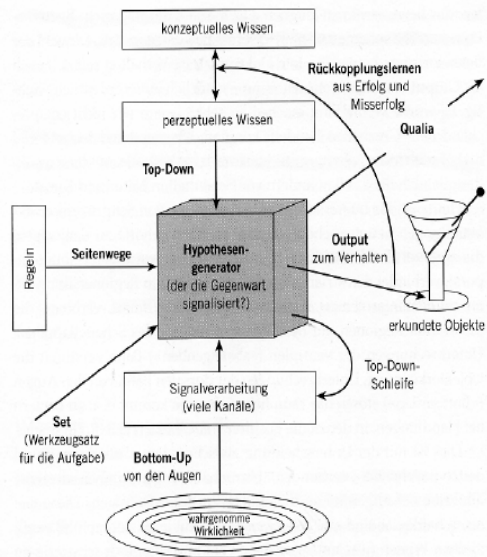 konzeptuelles Wissen
Rückkopplungslernen
aus Erfolg und
Misserfolg
perzeptuelles Wissen
Qualia
Top-Down
Regeln
Seitenwege
Hypothesen-
generator
(der die Gegenwart
signalisiert?)
Output
zum Verhalten
erkundete Objekte
Top-Down-
Schleife
Signalverarbeitung
(viele Kanäle)
Set
(Werkzeugsatz
für die Aufgabe)
Bottom-Up
von den Augen
wahrgenomme
Wirklichkeit